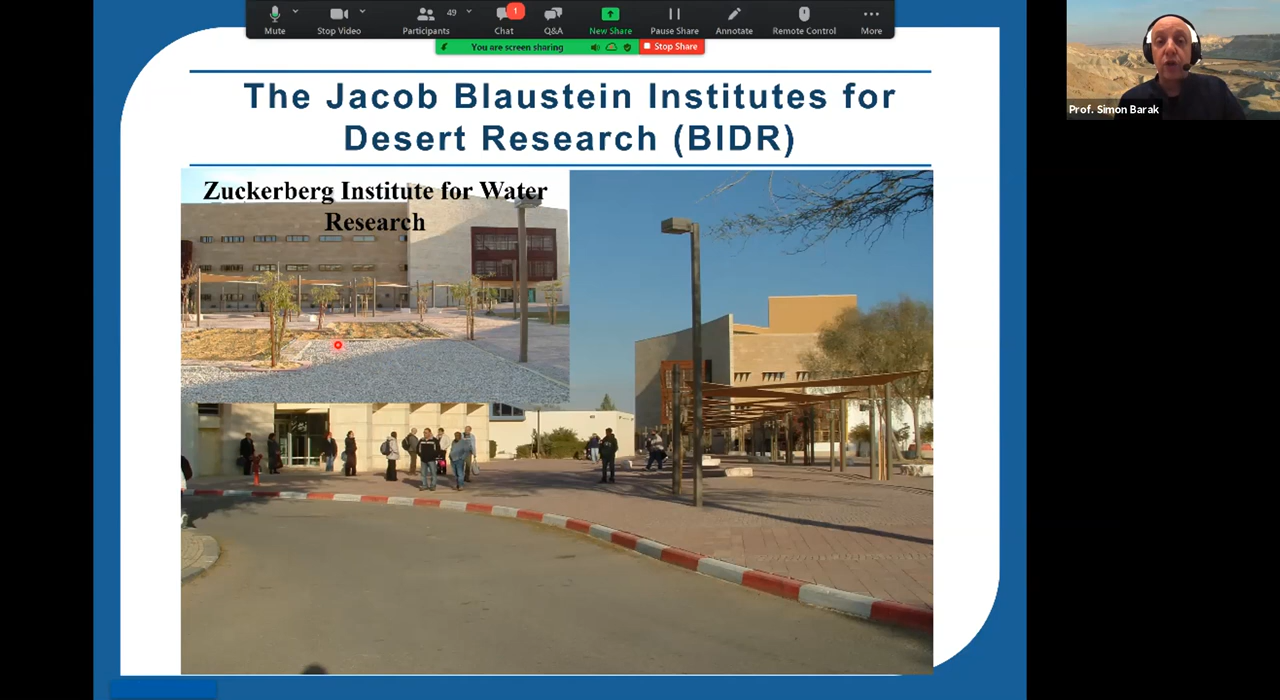 49
1
Mute
Stop Video
Participants
Chat
Q&A
New Share
Pause Share
Annotate
Remote Control
More
You are screen sharing
Stop Share
The Jacob Blaustein Institutes for
Desert Research (BIDR)
Zuckerberg Institute for Water
Research
Prof. Simon Barak